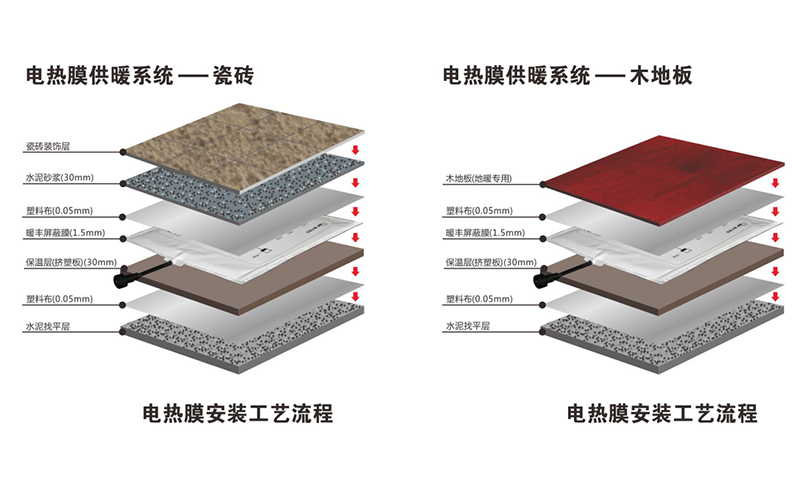 电热膜供暖系统——瓷砖
瓷砖装饰层
水泥砂浆(30mm)
塑料布(0.05mm)
暖丰屏蔽膜(1.5mm)
保温层(挤塑板)(30mm)
塑料布(0.05mm)
水泥找平层
电热膜安装工艺流程
电热膜供暖系统——木地板
木地板(地暖专用)
塑料布(0.05mm)
暖丰屏蔽膜(1.5mm)
保温层(挤塑板)(30mm)
塑料布(0.05mm)
水泥找平层
电热膜安装工艺流程